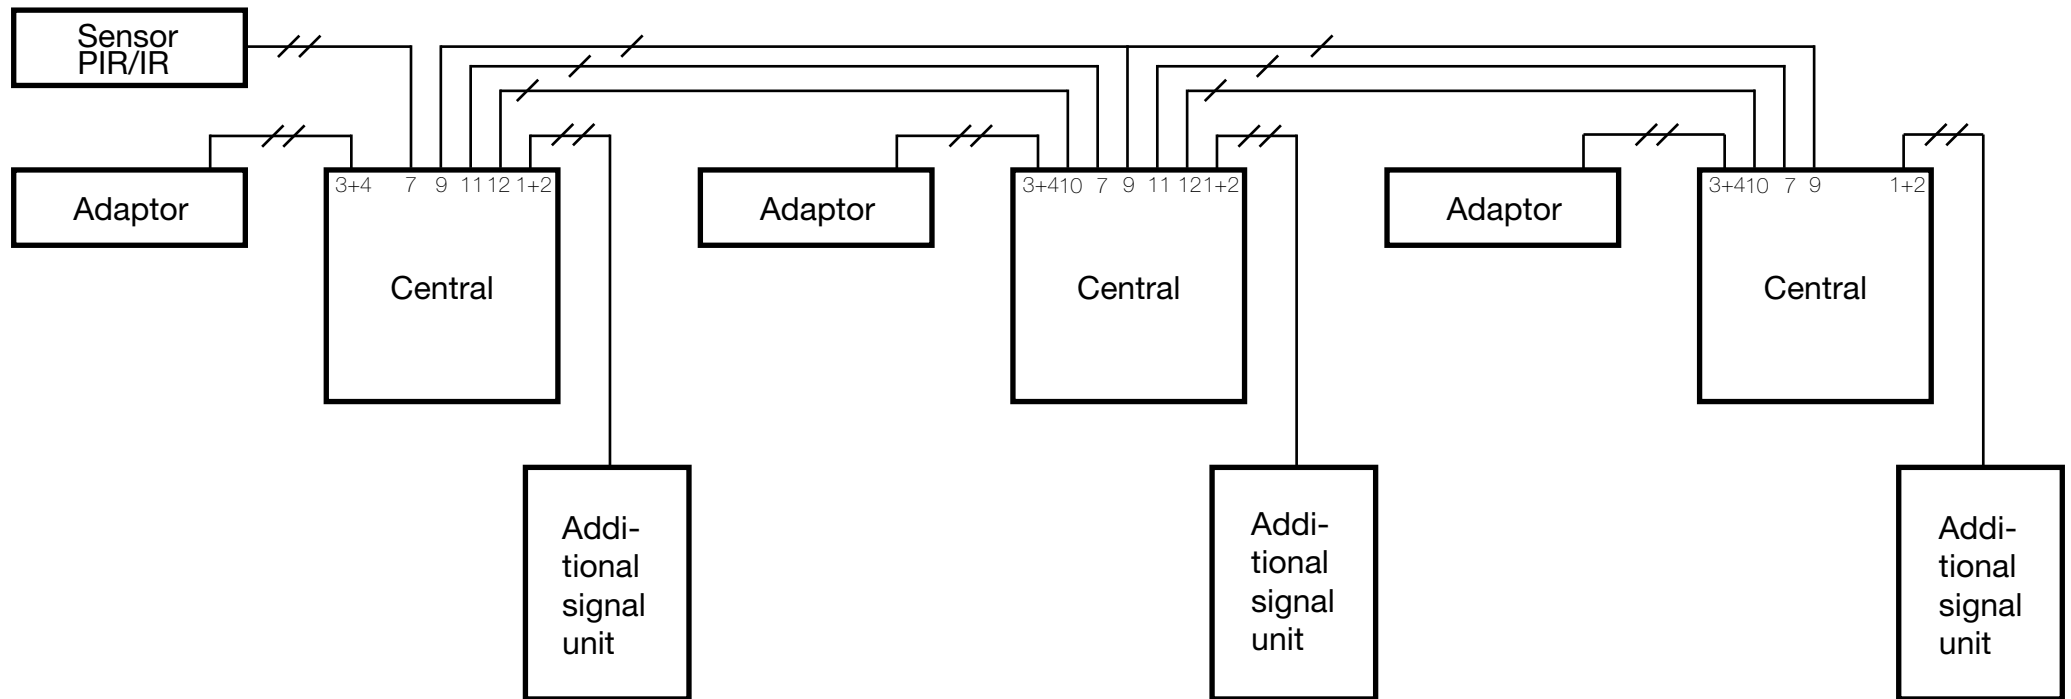 Sensor
PIR/IR
3+4 7 9 11 12 1+2
3+4 10 7 9 11 12 1+2
3+4 10 7 9 1+2
Adaptor
Adaptor
Adaptor
Central
Central
Central
Addi-
tional
signal
unit
Addi-
tional
signal
unit
Addi-
tional
signal
unit